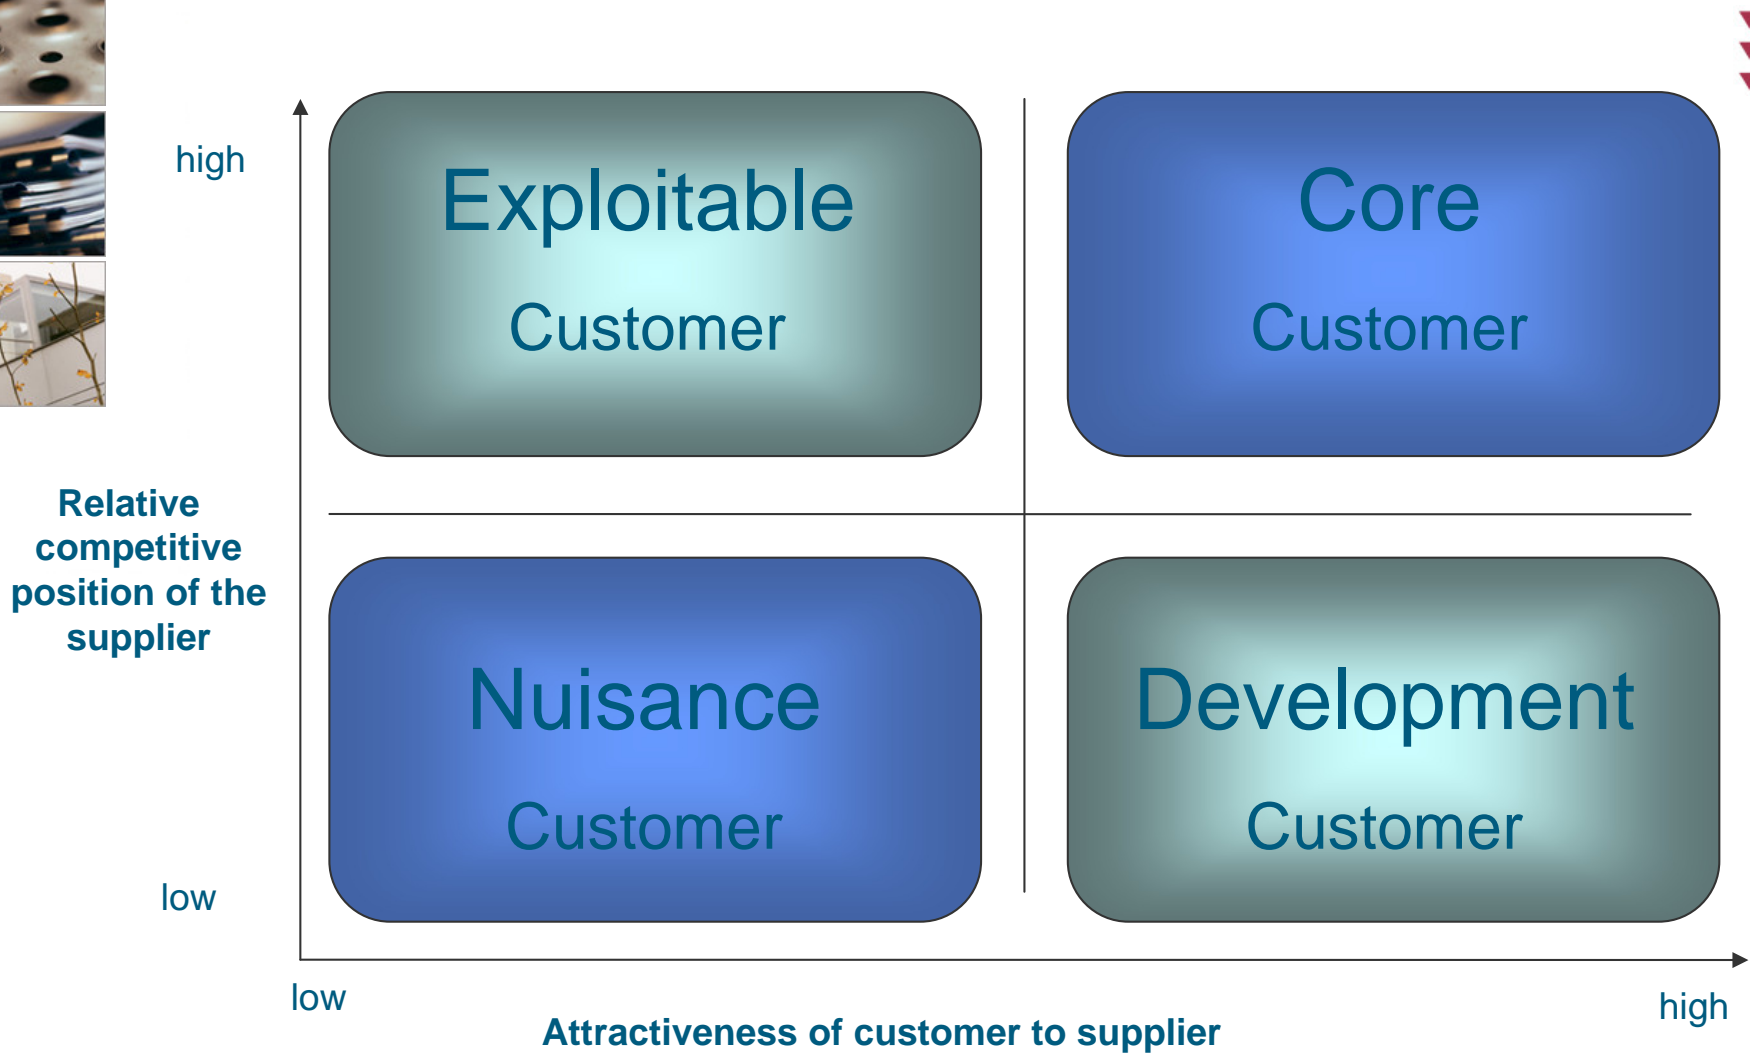 high
Exploitable
Customer
Core
Customer
Relative
competitive
position of the
supplier
Nuisance
Customer
Development
Customer
low
low
high
Attractiveness of customer to supplier